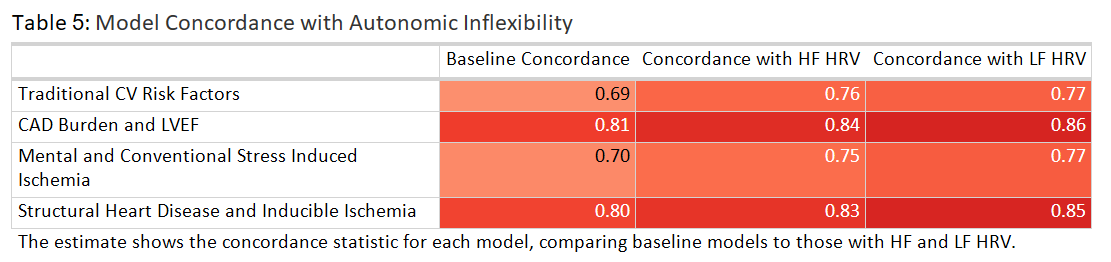 Table 5: Model Concordance with Autonomic Inflexibility
Baseline Concordance Concordance with HF HRV Concordance with LF HRV
Traditional CV Risk Factors 0.69 0.76 0.77
CAD Burden and LVEF 0.81 0.84 0.86
Mental and Conventional Stress Induced 0.70 0.75 0.77
Ischemia
Structural Heart Disease and Inducible Ischemia 0.80 0.83 0.85
The estimate shows the concordance statistic for each model, comparing baseline models to those with HF and LF HRV.